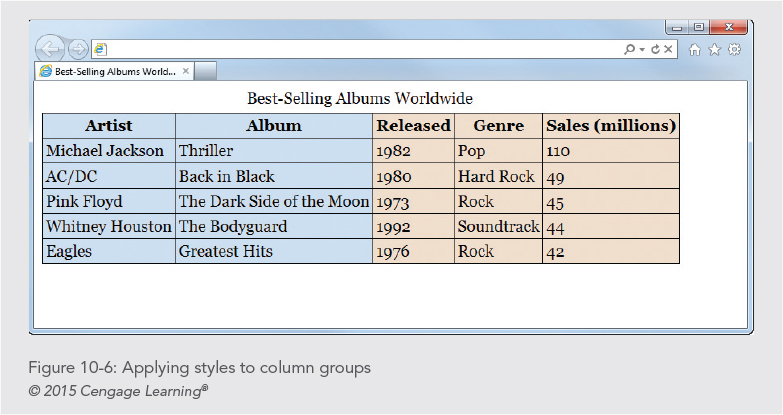 Best-Selling Albums World...
Best-Selling Albums Worldwide
Artist Album Released Genre Sales (millions)
Michael Jackson Thriller 1982 Pop 110
AC/DC Back in Black 1980 Hard Rock 49
Pink Floyd The Dark Side of the Moon 1973 Rock 45
Whitney Houston The Bodyguard 1992 Soundtrack 44
Eagles Greatest Hits 1976 Rock 42
Figure 10-6: Applying styles to column groups
© 2015 Cengage Learning®